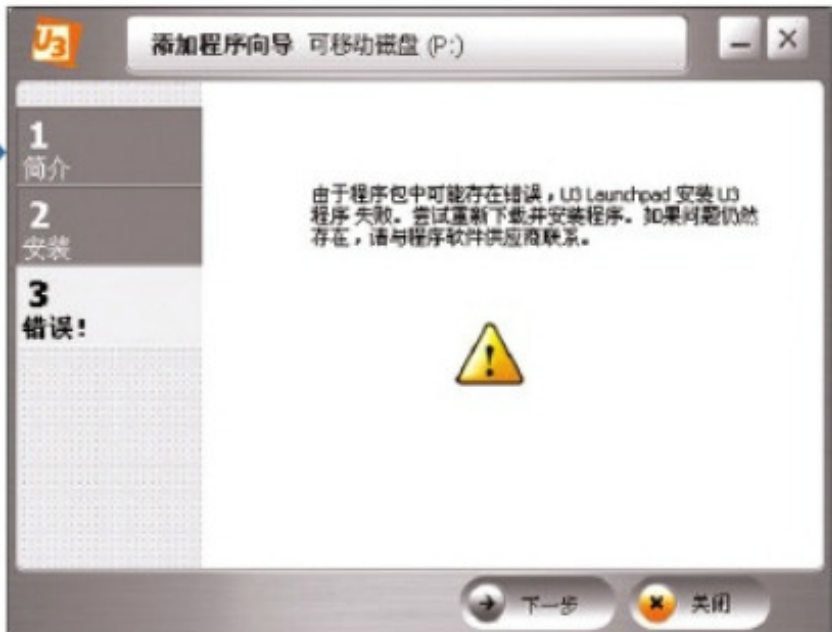 U3
添加程序向导 可移动磁盘 (P:)
1
简介
2
安装
3
错误!
由于程序包中可能存在错误，U3 Launchpad 安装 U3
程序 失败。尝试重新下载并安装程序。如果问题仍然
存在，请与程序软件供应商联系。
下一步
关闭